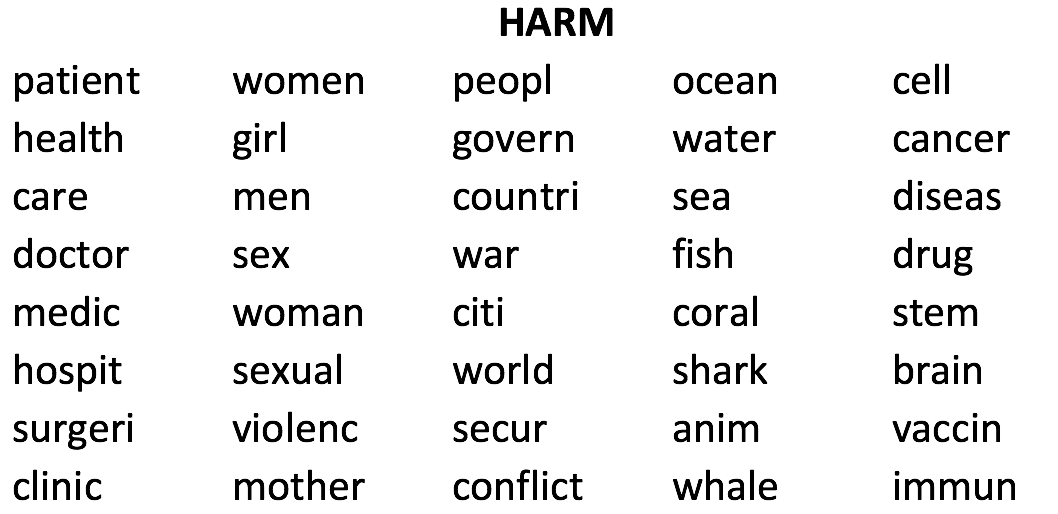 HARM
patient women peopl ocean cell
health girl govern water cancer
care men countri sea diseas
doctor sex war fish drug
medic woman citi coral stem
hospit sexual world shark brain
surgeri violenc secur anim vaccin
clinic mother conflict whale immun